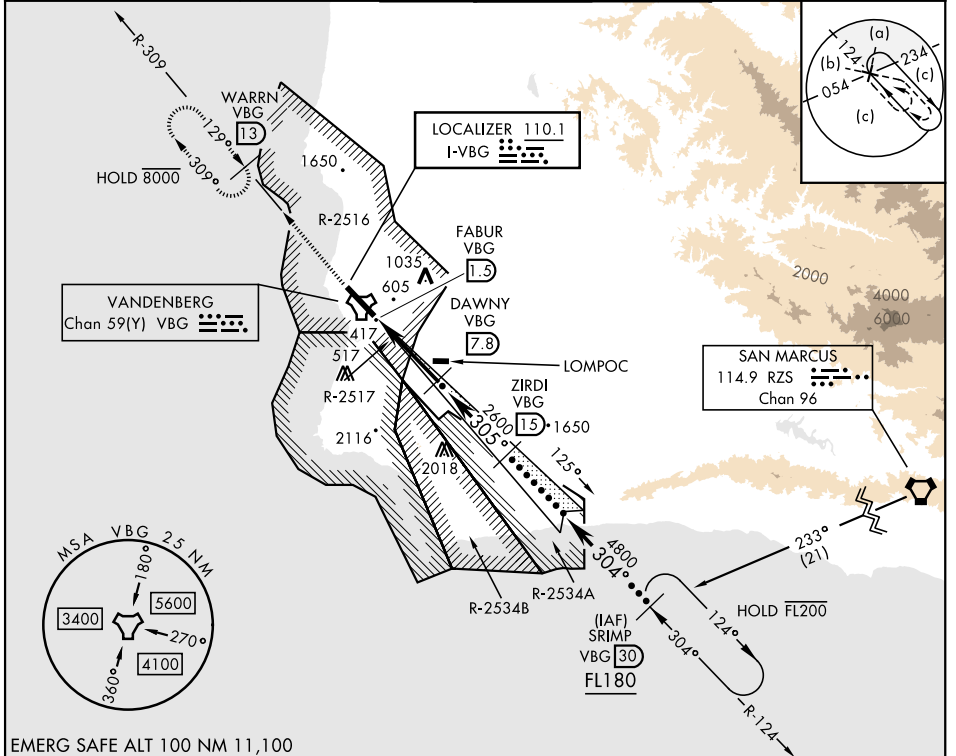 R-309
WARRN
VBG
13
129°
309°
HOLD 8000
1650
R-2516
LOCALIZER 110.1
I-VBG
(a)
124
234
(b)
(c)
054
(c)
1035
605
FABUR
VBG
1.5
DAWNY
VBG
7.8
VANDENBERG
Chan 59(Y) VBG
417
517
R-2517
2116
2018
LOMPOC
ZIRDI
VBG
15
1650
2600
305°
125°
2000
4000
6000
SAN MARCUS
114.9 RZS
Chan 96
233°
(21)
4800
304°
R-2534B
R-2534A
(IAF)
SRIMP
VBG 30
FL180
124°
304°
HOLD FL200
R-124
MSA VBG 25 NM
180°
3400
5600
270°
4100
360°
EMERG SAFE ALT 100 NM 11,100